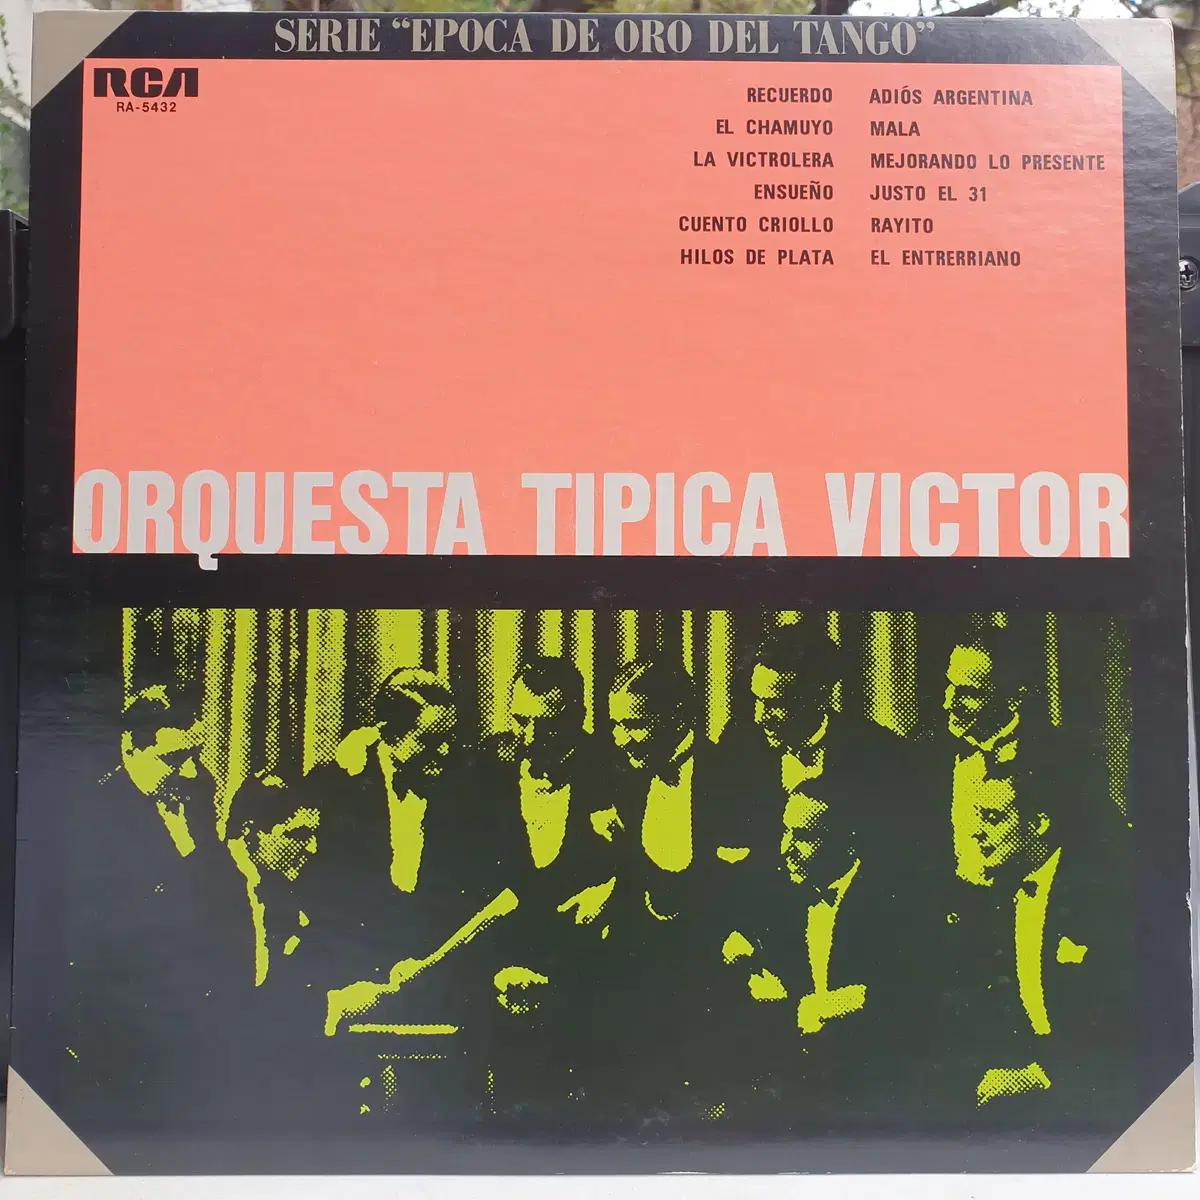 SERIE "EPOCA DE ORO DEL TANGO"
RCA
RA-5432
RECUERDO
EL CHAMUYO
LA VICTROLERA
ENSUEÑO
CUENTO CRIOLLO
HILOS DE PLATA
ADIÓS ARGENTINA
MALA
MEJORANDO LO PRESENTE
JUSTO EL 31
RAYITO
EL ENTRERRIANO
ORQUESTA TIPICA VICTOR